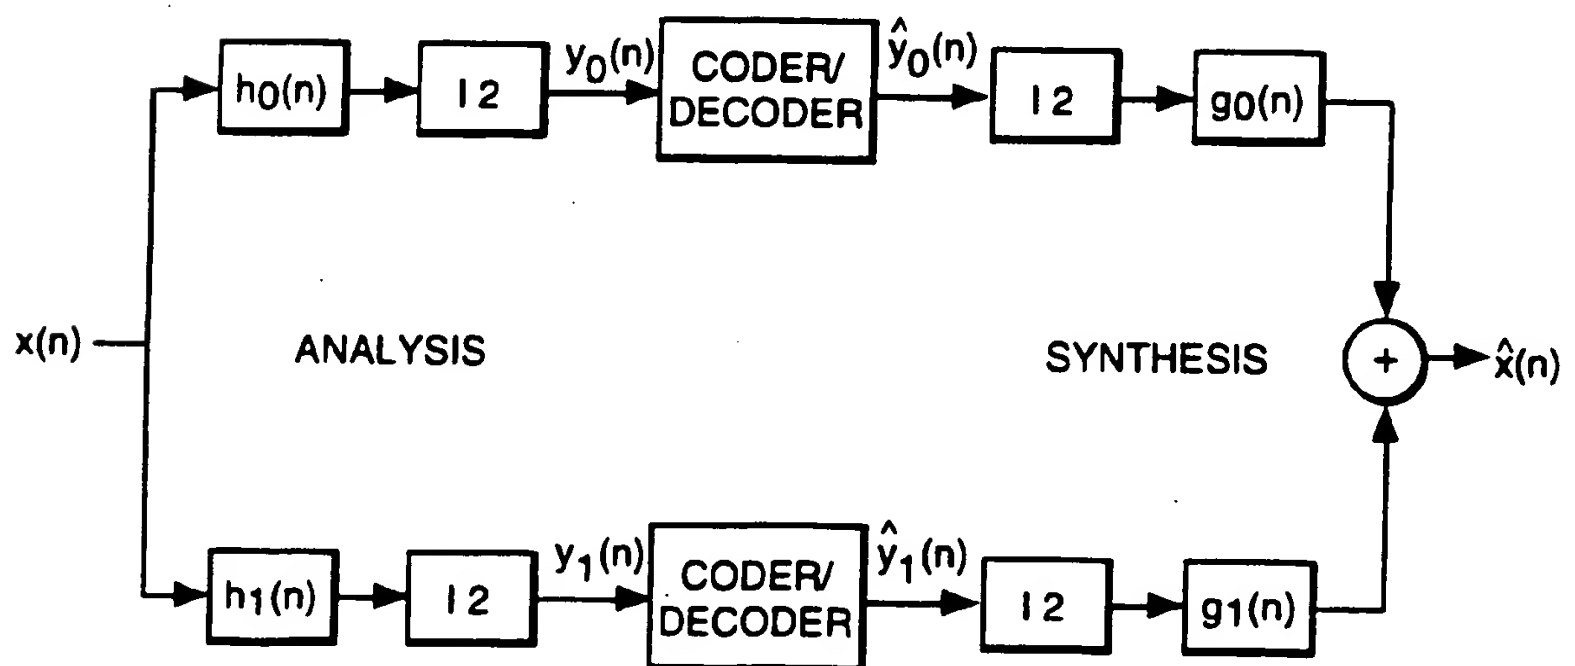 h0(n)
I 2
y0(n)
CODER/
DECODER
ŷ0(n)
I 2
g0(n)
x(n)
ANALYSIS
SYNTHESIS
+
x̂(n)
h1(n)
I 2
y1(n)
CODER/
DECODER
ŷ1(n)
I 2
g1(n)